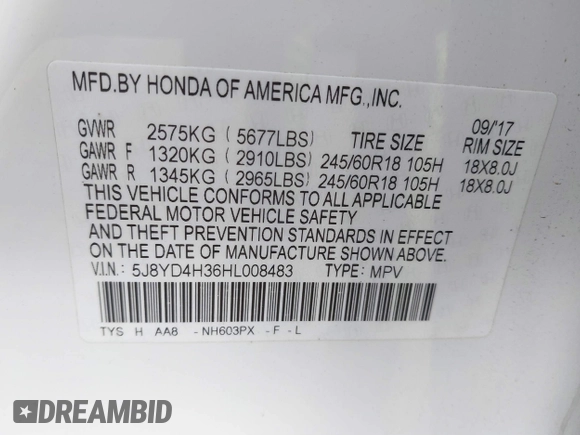 MFD.BY HONDA OF AMERICA MFG.,INC.
09/'17
GVWR 2575KG ( 5677LBS) TIRE SIZE RIM SIZE
GAWR F 1320KG ( 2910LBS) 245/60R18 105H 18X8.0J
GAWR R 1345KG ( 2965LBS) 245/60R18 105H 18X8.0J
THIS VEHICLE CONFORMS TO ALL APPLICABLE
FEDERAL MOTOR VEHICLE SAFETY
AND THEFT PREVENTION STANDARDS IN EFFECT
ON THE DATE OF MANUFACTURE SHOWN ABOVE.
V.I.N.: 5J8YD4H36HL008483 TYPE: MPV
TYS H AA8 - NH603PX - F - L
DREAMBID